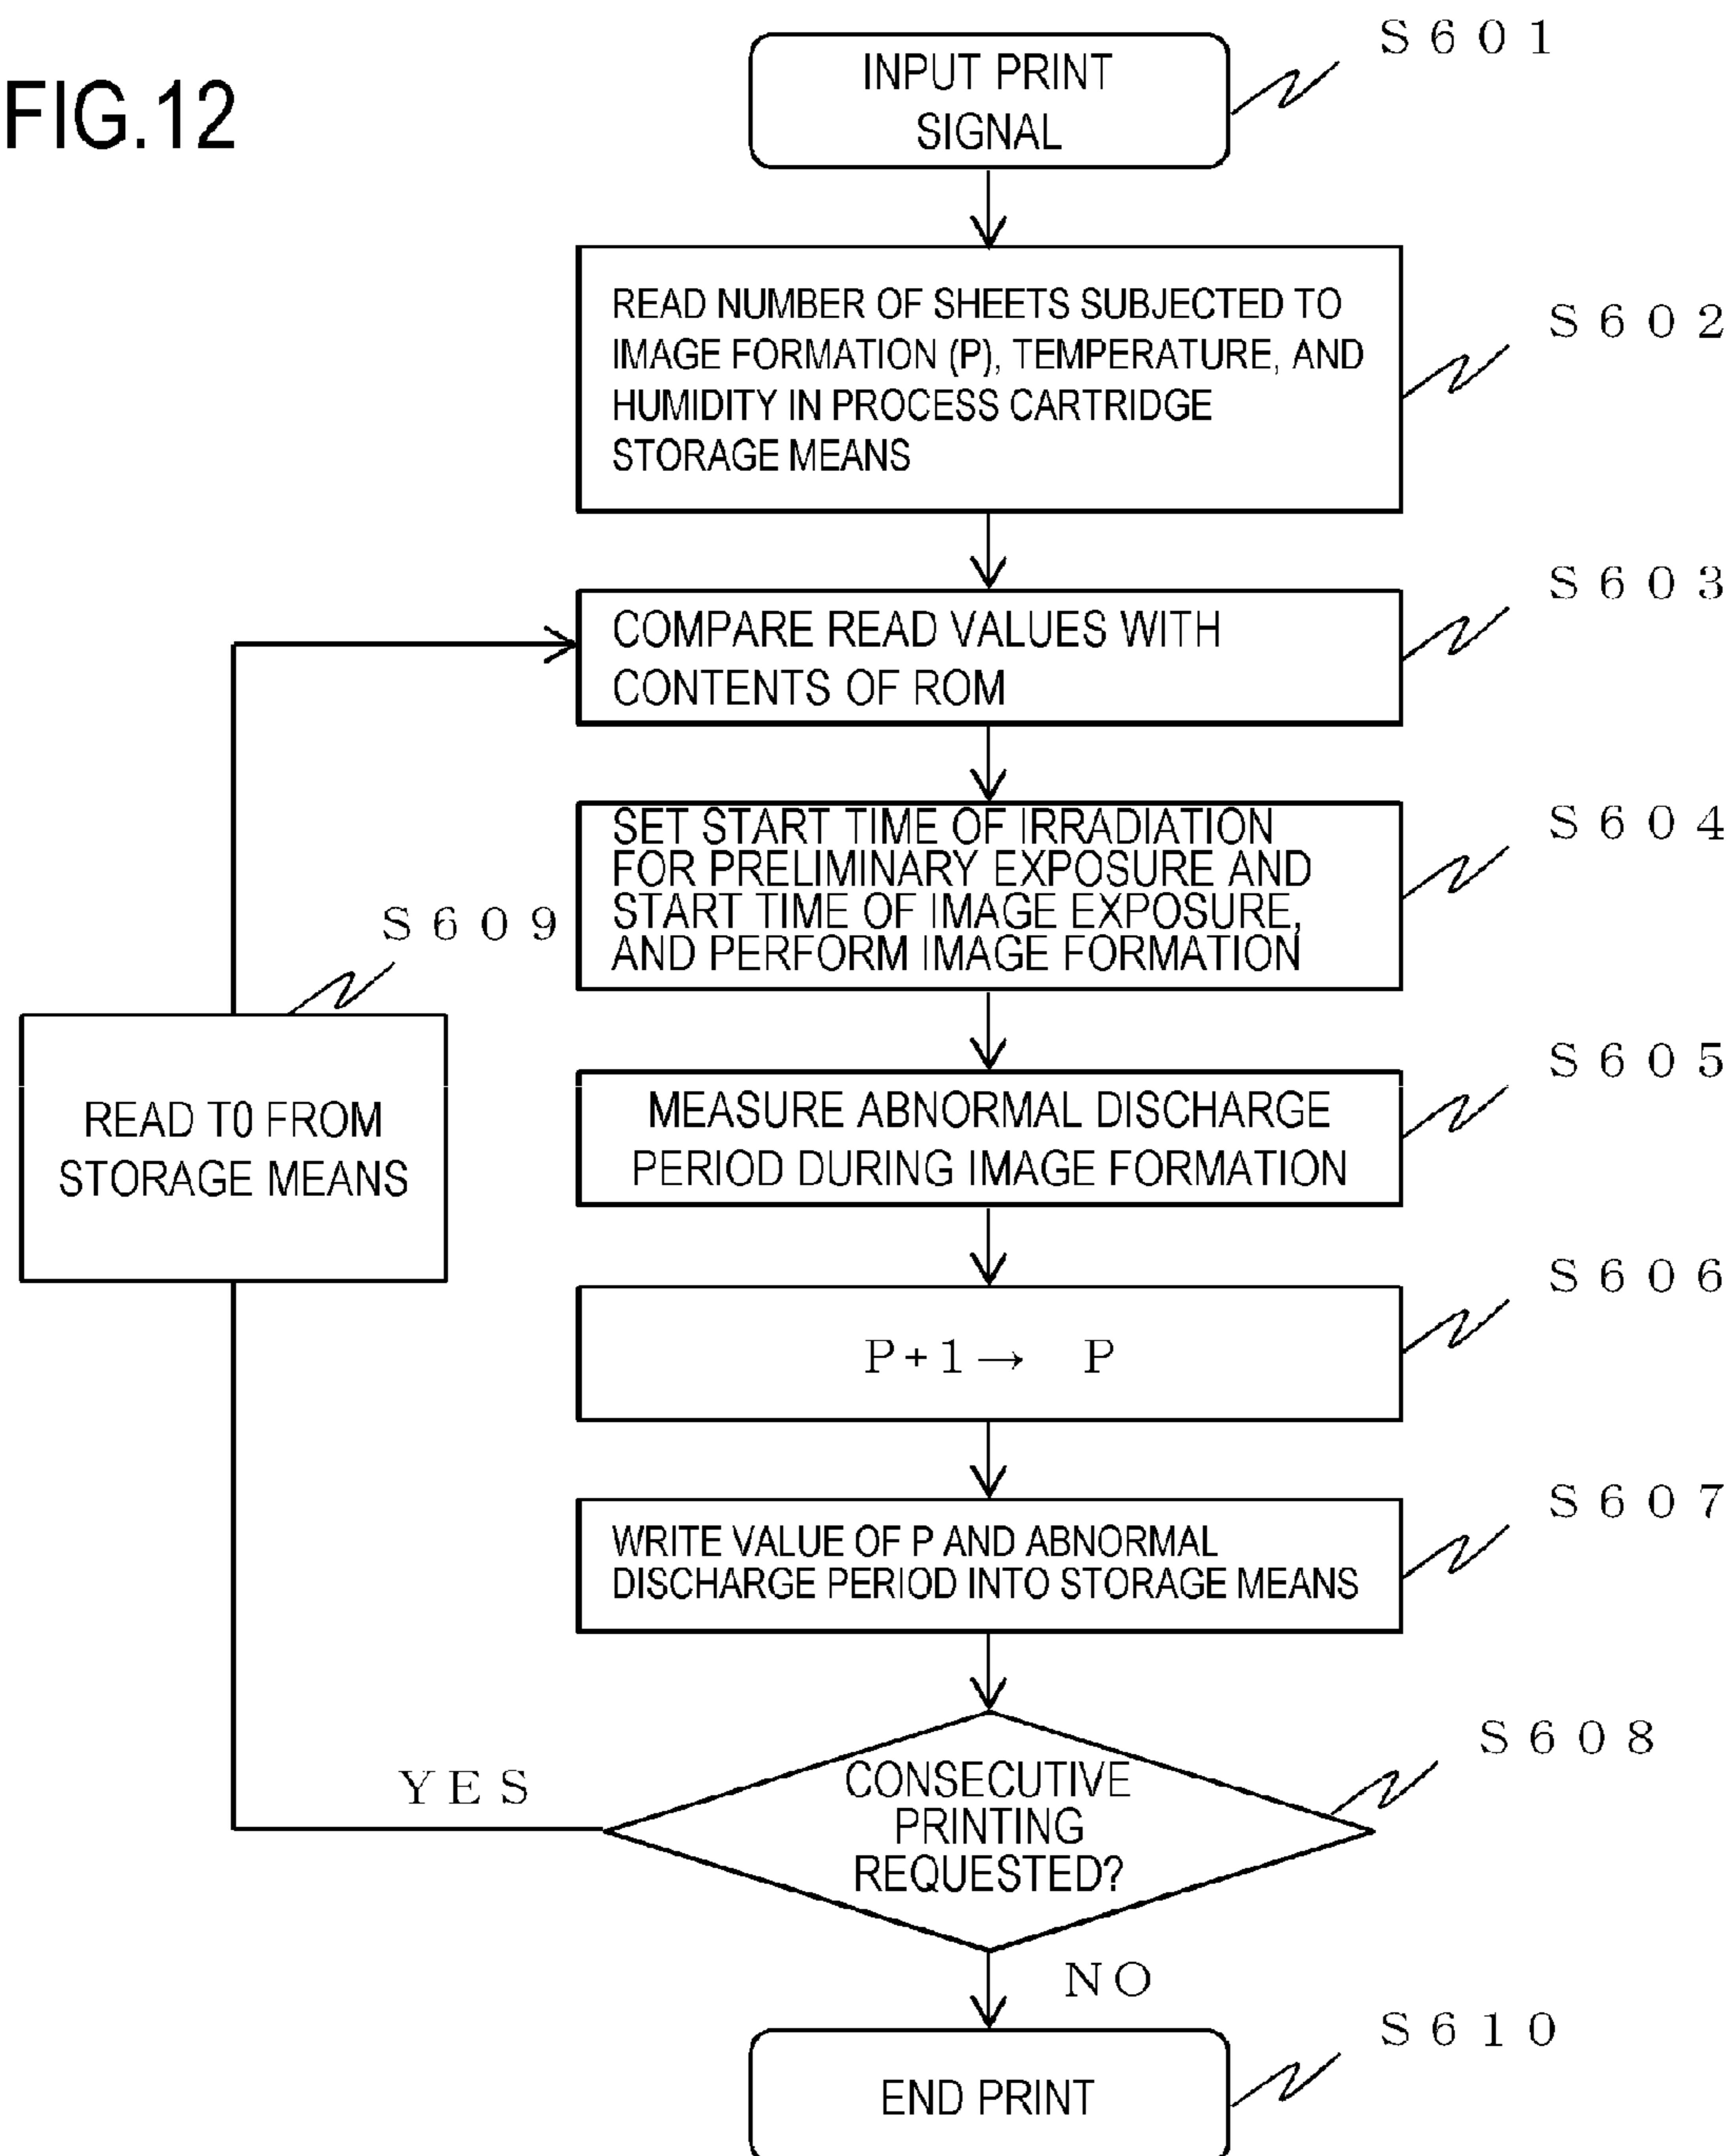 FIG.12
INPUT PRINT
SIGNAL
S601
READ NUMBER OF SHEETS SUBJECTED TO
IMAGE FORMATION (P), TEMPERATURE, AND
HUMIDITY IN PROCESS CARTRIDGE
STORAGE MEANS
S602
COMPARE READ VALUES WITH
CONTENTS OF ROM
S603
SET START TIME OF IRRADIATION
FOR PRELIMINARY EXPOSURE AND
START TIME OF IMAGE EXPOSURE,
AND PERFORM IMAGE FORMATION
S604
MEASURE ABNORMAL DISCHARGE
PERIOD DURING IMAGE FORMATION
S605
P+1→ P
S606
WRITE VALUE OF P AND ABNORMAL
DISCHARGE PERIOD INTO STORAGE MEANS
S607
CONSECUTIVE
PRINTING
REQUESTED?
S608
YES
READ T0 FROM
STORAGE MEANS
S609
NO
END PRINT
S610